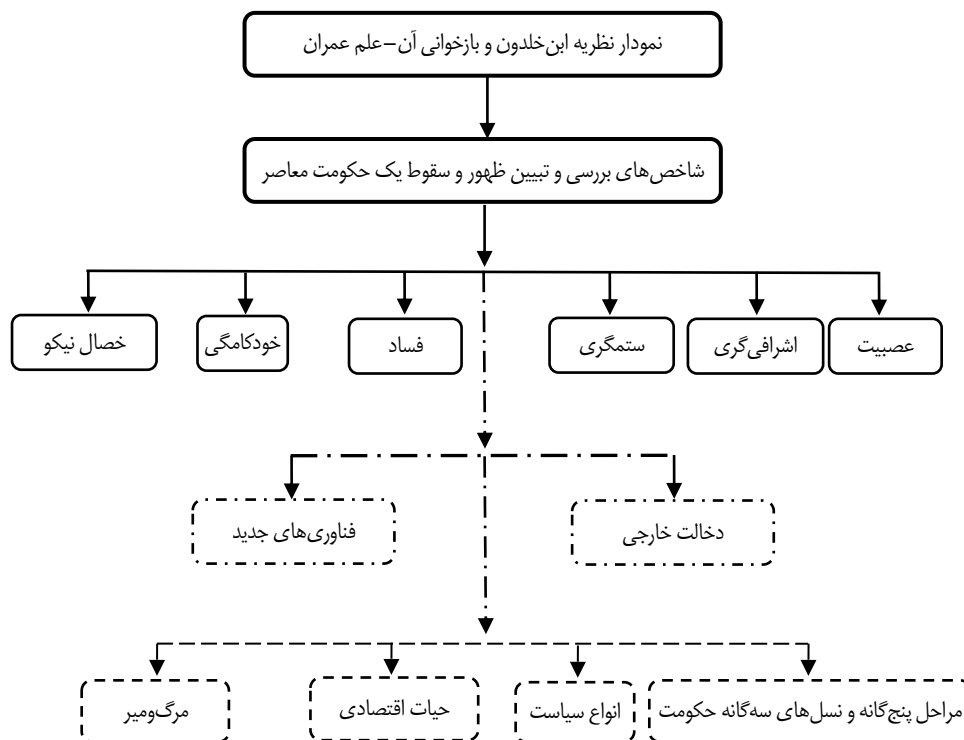 نمودار نظریه ابن‌خلدون و بازخوانی آن–علم عمران
شاخص‌های بررسی و تبیین ظهور و سقوط یک حکومت معاصر
عصبیت
اشرافی‌گری
ستمگری
فساد
خودکامگی
خصال نیکو
دخالت خارجی
فناوری‌های جدید
مراحل پنج‌گانه و نسل‌های سه‌گانه حکومت
انواع سیاست
حیات اقتصادی
مرگ‌ومیر